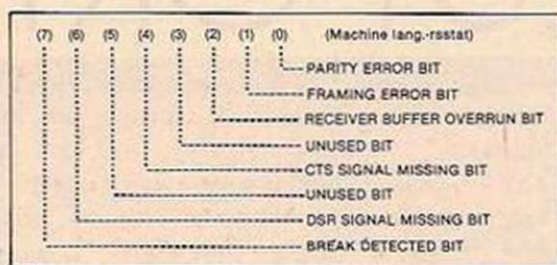 (7) (6) (5) (4) (3) (2) (1) (0) (Machine lang.-rsstat)
PARITY ERROR BIT
FRAMING ERROR BIT
RECEIVER BUFFER OVERRUN BIT
UNUSED BIT
CTS SIGNAL MISSING BIT
UNUSED BIT
DSR SIGNAL MISSING BIT
BREAK DETECTED BIT